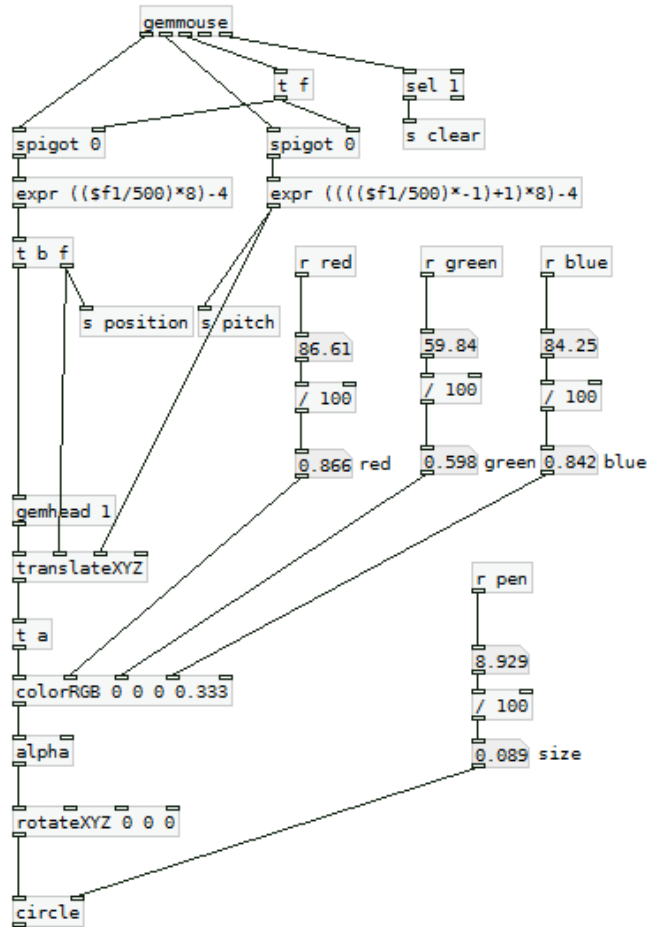 gemmouse
t f
sel 1
spigot 0
spigot 0
s clear
expr (($f1/500)*8)-4
expr (((($f1/500)*-1)+1)*8)-4
t b f
r red
r green
r blue
s position
s pitch
86.61
59.84
84.25
/ 100
/ 100
/ 100
0.866 red
0.598 green
0.842 blue
gemhead 1
translateXYZ
r pen
t a
8.929
colorRGB 0 0 0 0.333
/ 100
alpha
0.089 size
rotateXYZ 0 0 0
circle